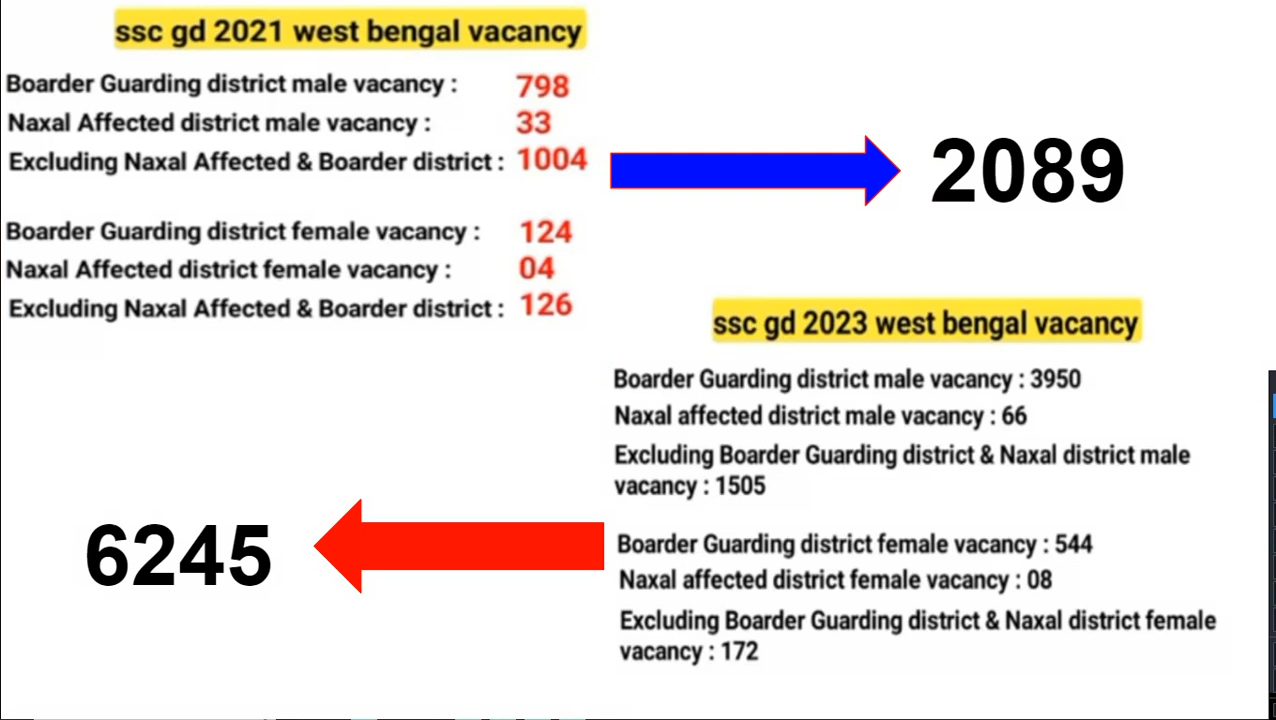 ssc gd 2021 west bengal vacancy
Boarder Guarding district male vacancy : 798
Naxal Affected district male vacancy : 33
Excluding Naxal Affected & Boarder district : 1004
2089
Boarder Guarding district female vacancy : 124
Naxal Affected district female vacancy : 04
Excluding Naxal Affected & Boarder district : 126
ssc gd 2023 west bengal vacancy
Boarder Guarding district male vacancy : 3950
Naxal affected district male vacancy : 66
Excluding Boarder Guarding district & Naxal district male
vacancy : 1505
6245
Boarder Guarding district female vacancy : 544
Naxal affected district female vacancy : 08
Excluding Boarder Guarding district & Naxal district female
vacancy : 172